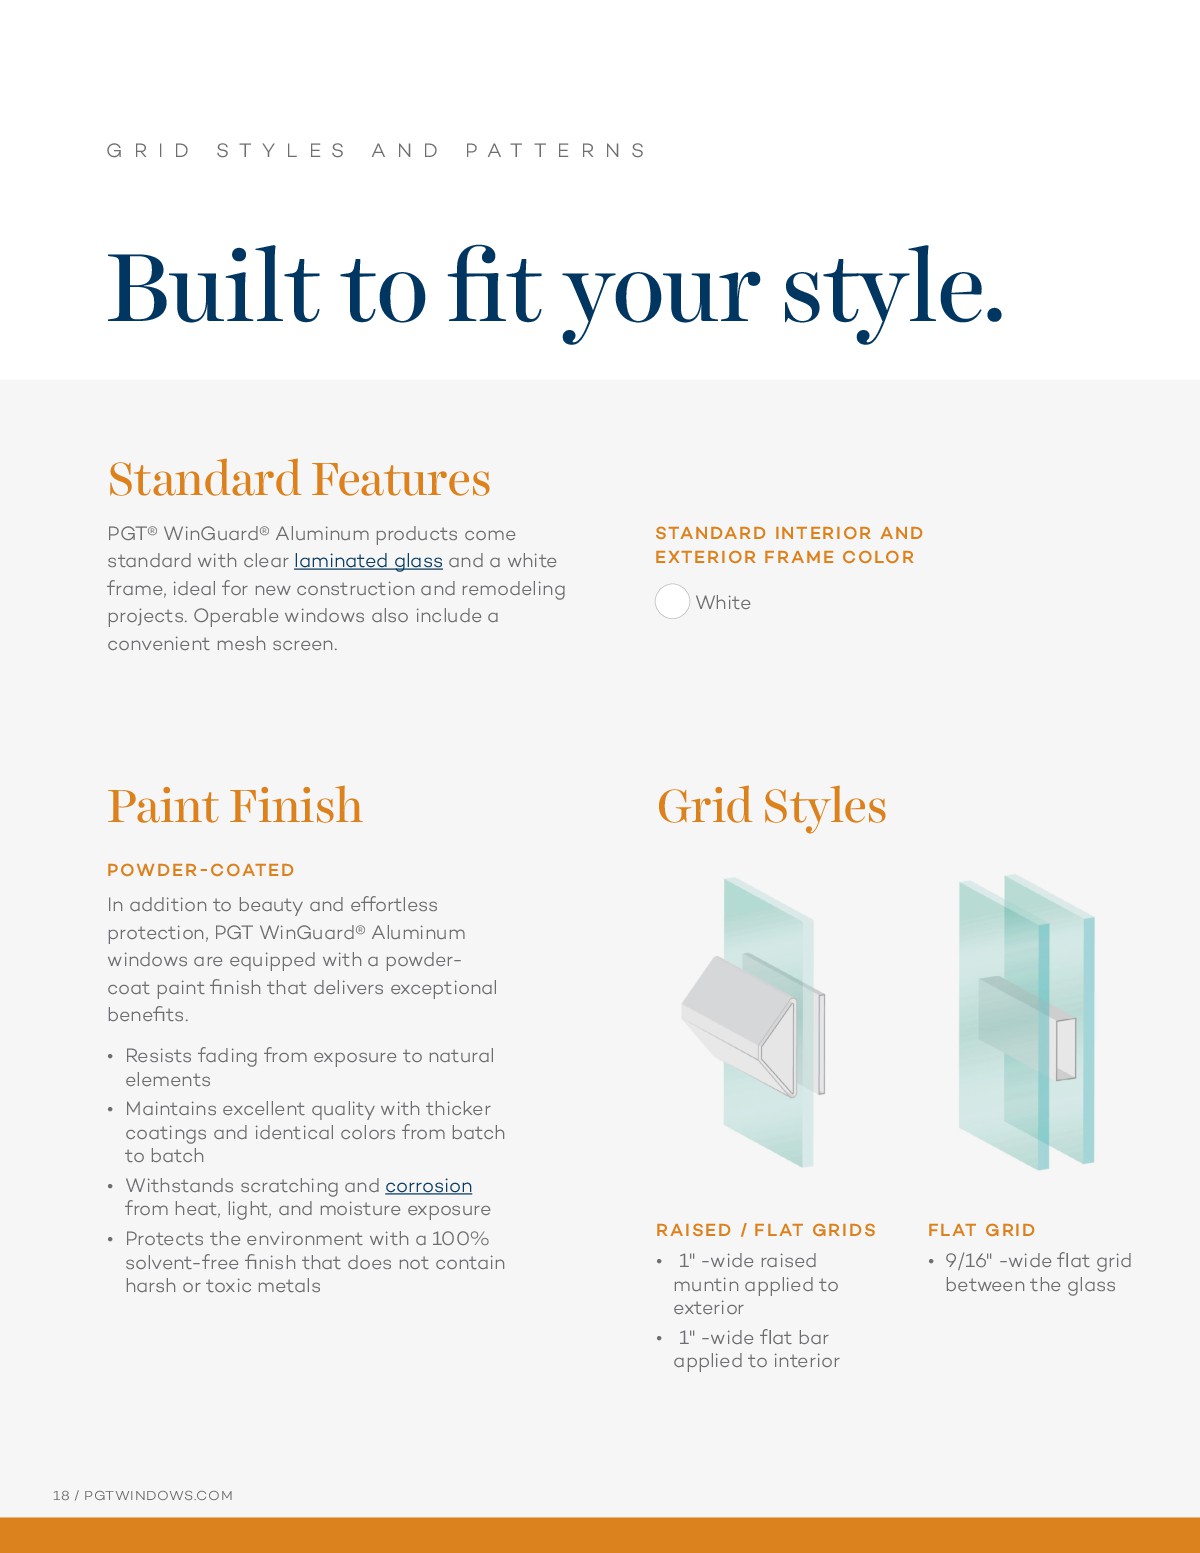 GRID STYLES AND PATTERNS
Built to fit your style.
Standard Features
PGT® WinGuard® Aluminum products come
standard with clear laminated glass and a white
frame, ideal for new construction and remodeling
projects. Operable windows also include a
convenient mesh screen.
STANDARD INTERIOR AND
EXTERIOR FRAME COLOR
White
Paint Finish
POWDER-COATED
In addition to beauty and effortless
protection, PGT WinGuard® Aluminum
windows are equipped with a powder-
coat paint finish that delivers exceptional
benefits.
• Resists fading from exposure to natural
elements
• Maintains excellent quality with thicker
coatings and identical colors from batch
to batch
• Withstands scratching and corrosion
from heat, light, and moisture exposure
• Protects the environment with a 100%
solvent-free finish that does not contain
harsh or toxic metals
Grid Styles
RAISED / FLAT GRIDS
• 1" -wide raised
muntin applied to
exterior
• 1" -wide flat bar
applied to interior
FLAT GRID
• 9/16" -wide flat grid
between the glass
18 / PGTWINDOWS.COM